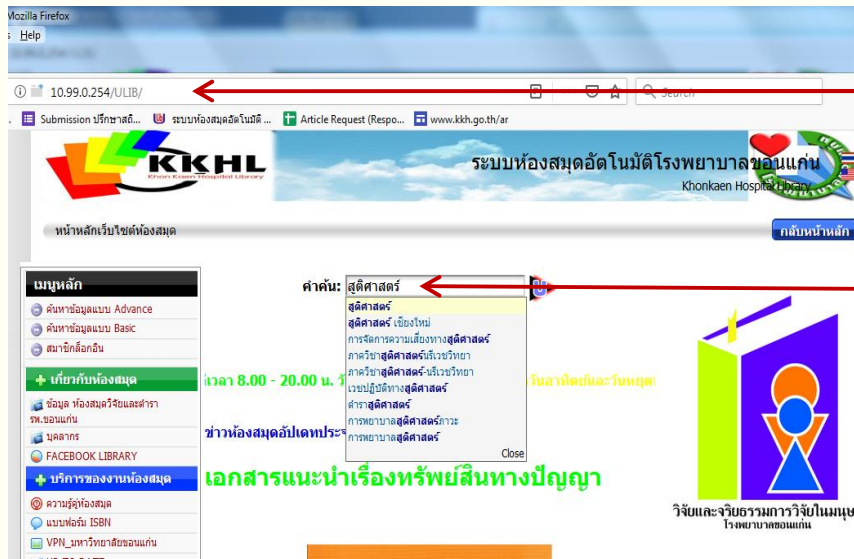 Mozilla Firefox
s Help
10.99.0.254/ULIB/
Search
Submission ปรึกษาสถิ... ระบบห้องสมุดอัตโนมัติ ... Article Request (Respo... www.kkh.go.th/ar
KKHL
Khon Kaen Hospital Library
ระบบห้องสมุดอัตโนมัติโรงพยาบาลขอนแก่น
Khonkaen Hospital Library
หน้าหลักเว็บไซต์ห้องสมุด
กลับหน้าหลัก
เมนูหลัก
คำค้น: สูติศาสตร์
สูติศาสตร์
สูติศาสตร์ เชียงใหม่
การจัดการความเสี่ยงทางสูติศาสตร์
ภาควิชาสูติศาสตร์นรีเวชวิทยา
ภาควิชาสูติศาสตร์-นรีเวชวิทยา
เวชปฏิบัติทางสูติศาสตร์
ตำราสูติศาสตร์
การพยาบาลสูติศาสตร์ภาวะ
การพยาบาลสูติศาสตร์
Close
ค้นหาข้อมูลแบบ Advance
ค้นหาข้อมูลแบบ Basic
สมาชิกล็อกอิน
เกี่ยวกับห้องสมุด
ข้อมูล ห้องสมุดวิจัยและตำรา
รพ.ขอนแก่น
บุคลากร
FACEBOOK LIBRARY
บริการของงานห้องสมุด
ความรู้คู่ห้องสมุด
แบบฟอร์ม ISBN
VPN_มหาวิทยาลัยขอนแก่น
เวลา 8.00 - 20.00 น.
วันอาทิตย์และวันหยุด
ข่าวห้องสมุดอัปเดทประจ
เอกสารแนะนำเรื่องทรัพย์สินทางปัญญา
วิจัยและจริยธรรมการวิจัยในมนุษ
โรงพยาบาลขอนแก่น